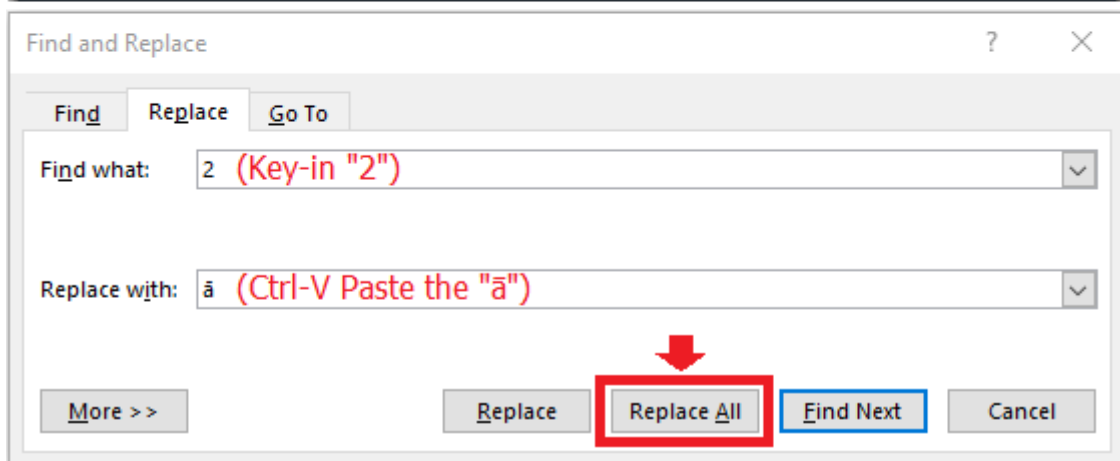 Find and Replace ?
Find Replace Go To
Find what: 2 (Key-in "2")
Replace with: ā (Ctrl-V Paste the "ā")
More >> Replace Replace All Find Next Cancel